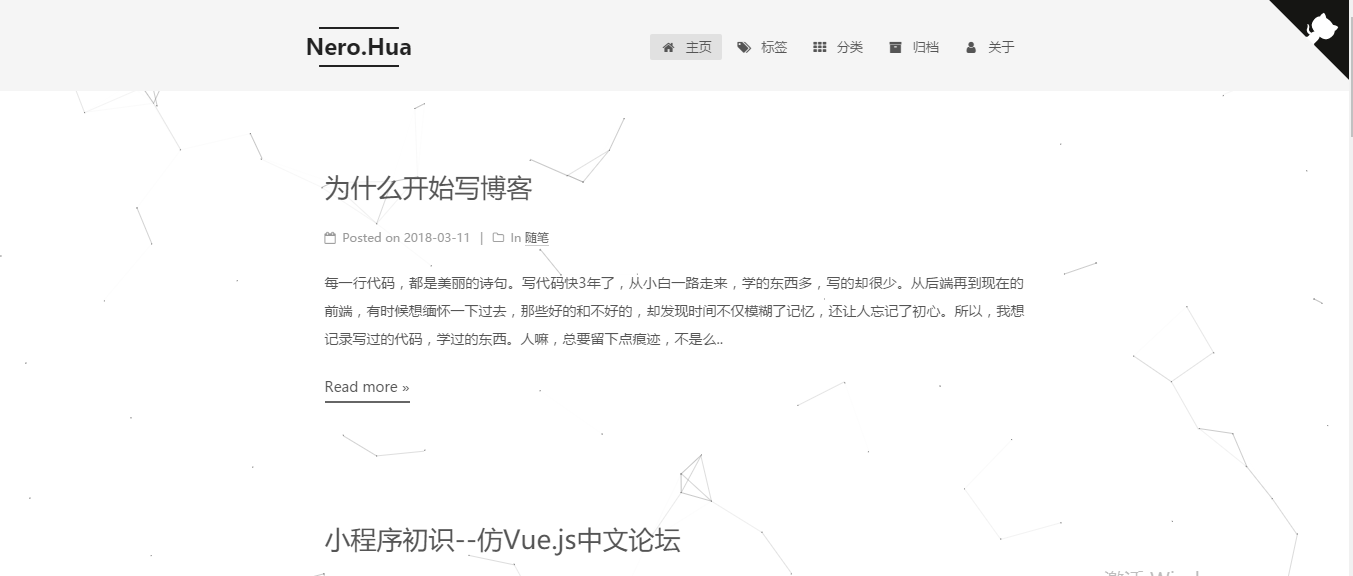 Nero.Hua
主页 标签 分类 归档 关于
为什么开始写博客
Posted on 2018-03-11 | In 随笔
每一行代码，都是美丽的诗句。写代码快3年了，从小白一路走来，学的东西多，写的却很少。从后端再到现在的
前端，有时候想缅怀一下过去，那些好的和不好的，却发现时间不仅模糊了记忆，还让人忘记了初心。所以，我想
记录写过的代码，学过的东西。人嘛，总要留下点痕迹，不是么..
Read more »
小程序初识--仿Vue.js中文论坛